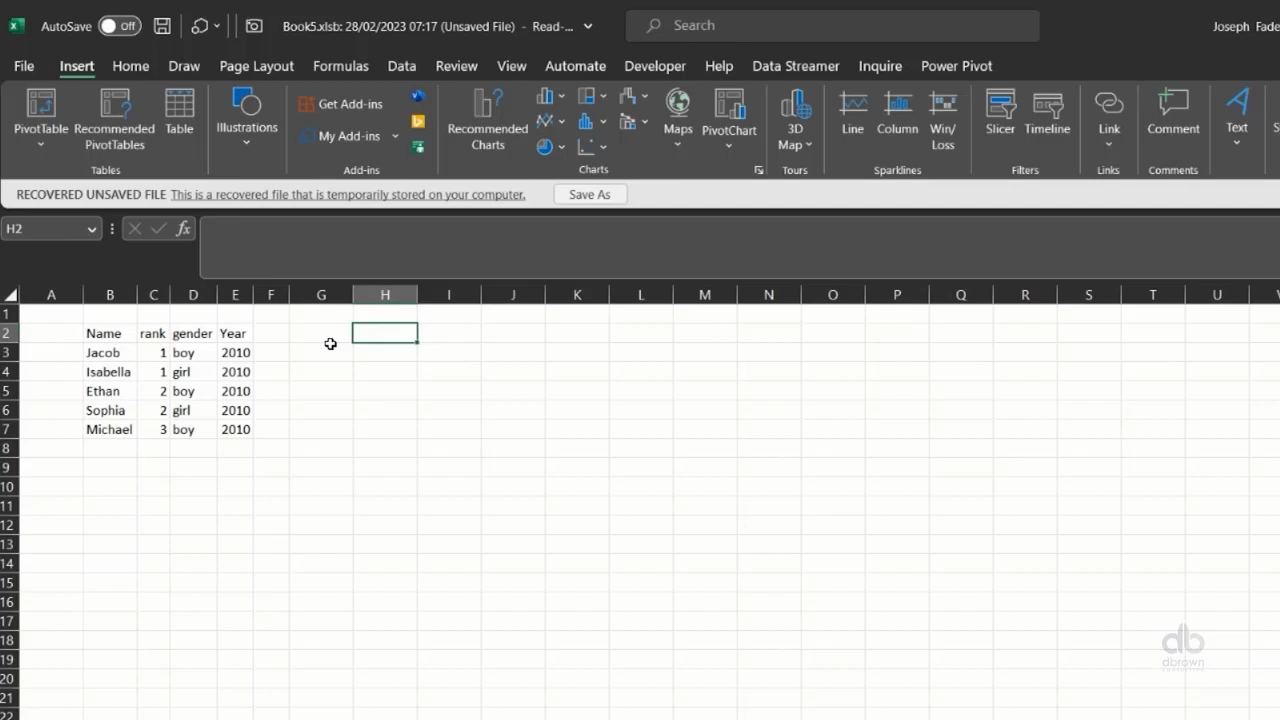 AutoSave Off Book5.xlsb: 28/02/2023 07:17 (Unsaved File) - Read-... Search Joseph Fade
File Insert Home Draw Page Layout Formulas Data Review View Automate Developer Help Data Streamer Inquire Power Pivot
PivotTable Recommended PivotTables Table Illustrations Get Add-ins My Add-ins Recommended Charts Maps PivotChart 3D Map Line Column Win/Loss Slicer Timeline Link Comment Text
Tables Add-ins Charts Tours Sparklines Filters Links Comments
RECOVERED UNSAVED FILE This is a recovered file that is temporarily stored on your computer. Save As
H2 fx
A B C D E F G H I J K L M N O P Q R S T U
1
2 Name rank gender Year
3 Jacob 1 boy 2010
4 Isabella 1 girl 2010
5 Ethan 2 boy 2010
6 Sophia 2 girl 2010
7 Michael 3 boy 2010
8
9
10
11
12
13
14
15
16
17
18
19
20
21
22
db
dbrown